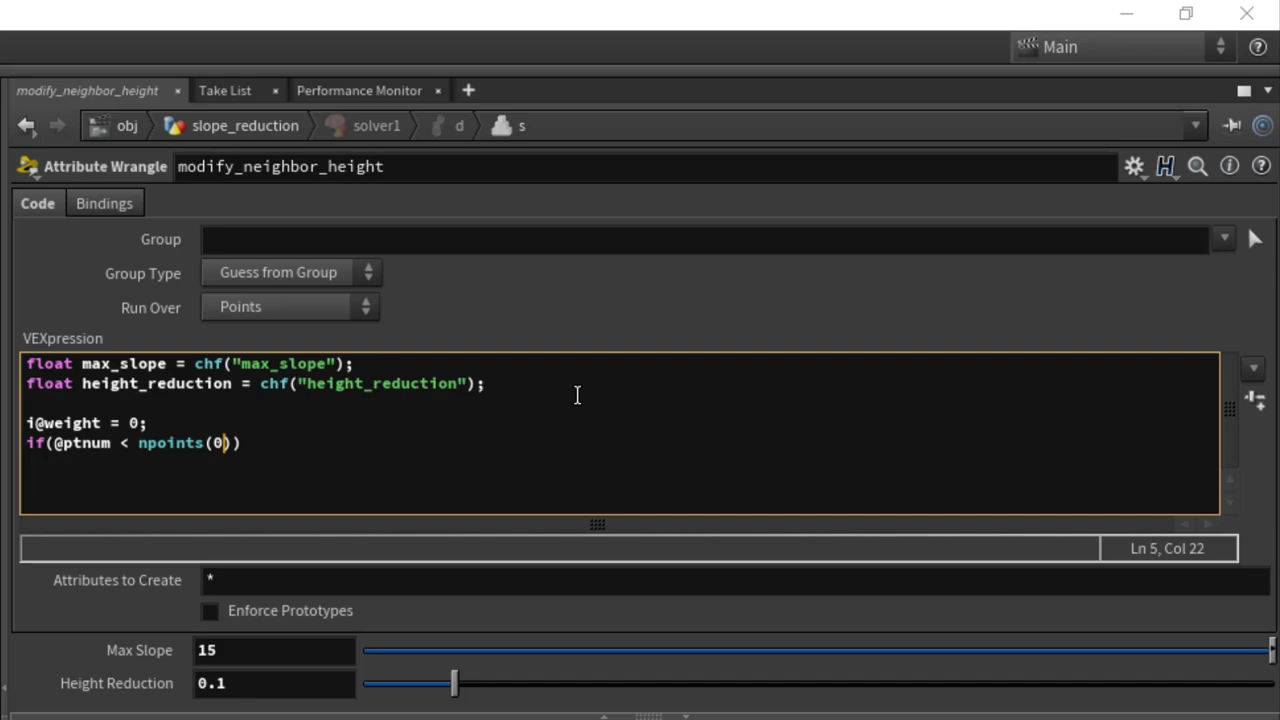 Main
modify_neighbor_height × Take List × Performance Monitor × +
obj slope_reduction solver1 d s
Attribute Wrangle modify_neighbor_height
Code Bindings
Group
Group Type Guess from Group
Run Over Points
VEXpression
float max_slope = chf("max_slope");
float height_reduction = chf("height_reduction");
i@weight = 0;
if(@ptnum < npoints(0))
Ln 5, Col 22
Attributes to Create *
Enforce Prototypes
Max Slope 15
Height Reduction 0.1